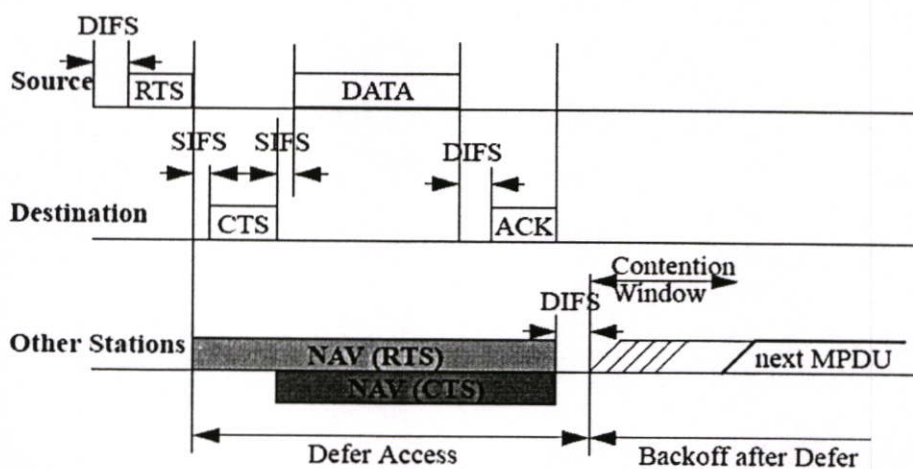 DIFS
Source
RTS
DATA
SIFS
SIFS
DIFS
Destination
CTS
ACK
Contention
Window
DIFS
Other Stations
NAV (RTS)
next MPDU
NAV (CTS)
Defer Access
Backoff after Defer